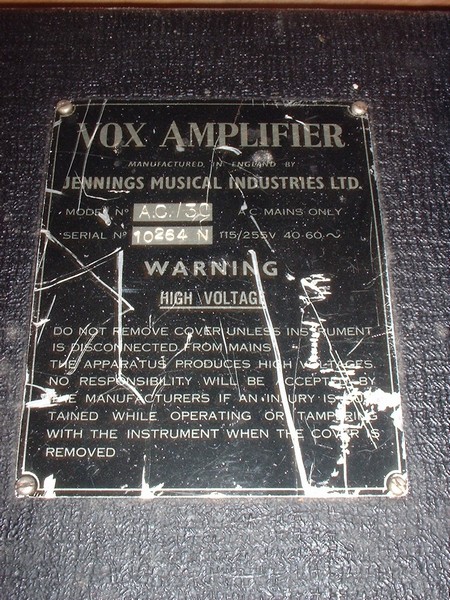 VOX AMPLIFIER
MANUFACTURED IN ENGLAND BY
JENNINGS MUSICAL INDUSTRIES LTD.
MODEL Nº A.C./30 A.C. MAINS ONLY
SERIAL Nº 10264 N 115/255V 40-60~
WARNING
HIGH VOLTAGE
DO NOT REMOVE COVER UNLESS INSTRUMENT
IS DISCONNECTED FROM MAINS
THE APPARATUS PRODUCES HIGH VOLTAGES.
NO RESPONSIBILITY WILL BE ACCEPTED BY
THE MANUFACTURERS IF AN INJURY IS SUS-
TAINED WHILE OPERATING OR TAMPERING
WITH THE INSTRUMENT WHEN THE COVER IS
REMOVED